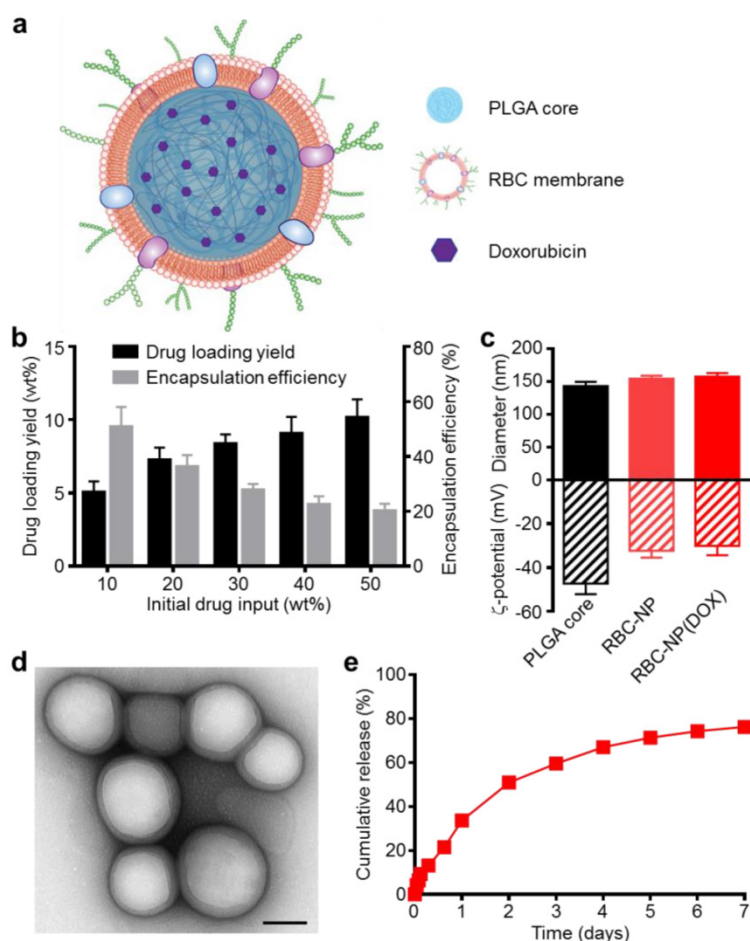 a
PLGA core
RBC membrane
Doxorubicin
b
Drug loading yield
Encapsulation efficiency
Drug loading yield (wt%)
15
10
5
0
Encapsulation efficiency (%)
80
60
40
20
0
10 20 30 40 50
Initial drug input (wt%)
c
Diameter (nm)
150
100
150
50
0
ζ-potential (mV)
-20
-40
-60
PLGA core
RBC-NP
RBC-NP(DOX)
d
e
Cumulative release (%)
100
80
60
40
20
0
0 1 2 3 4 5 6 7
Time (days)